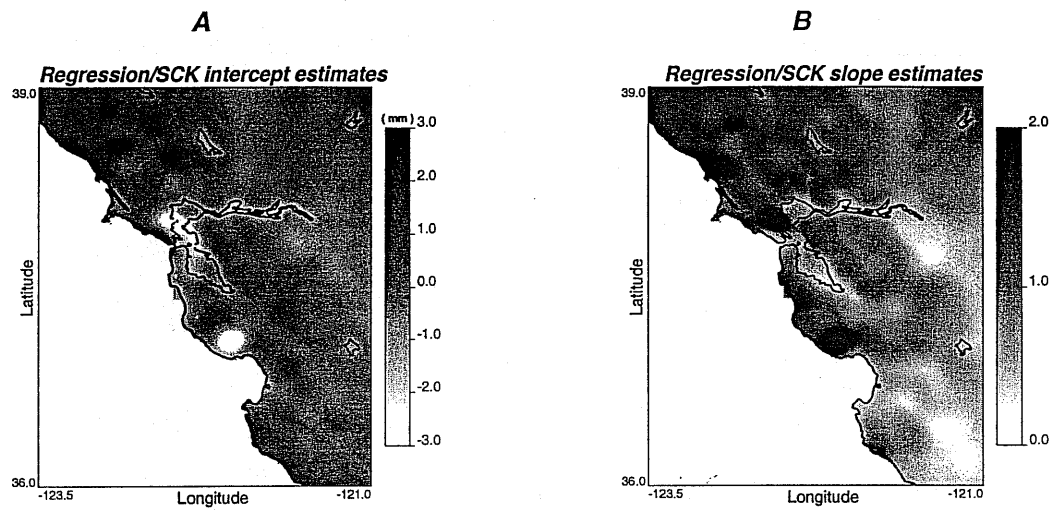 A
B
Regression/SCK intercept estimates
Regression/SCK slope estimates
39.0
(mm) 3.0
2.0
1.0
0.0
-1.0
-2.0
-3.0
Latitude
36.0
-123.5
Longitude
-121.0
39.0
2.0
1.0
0.0
Latitude
36.0
-123.5
Longitude
-121.0